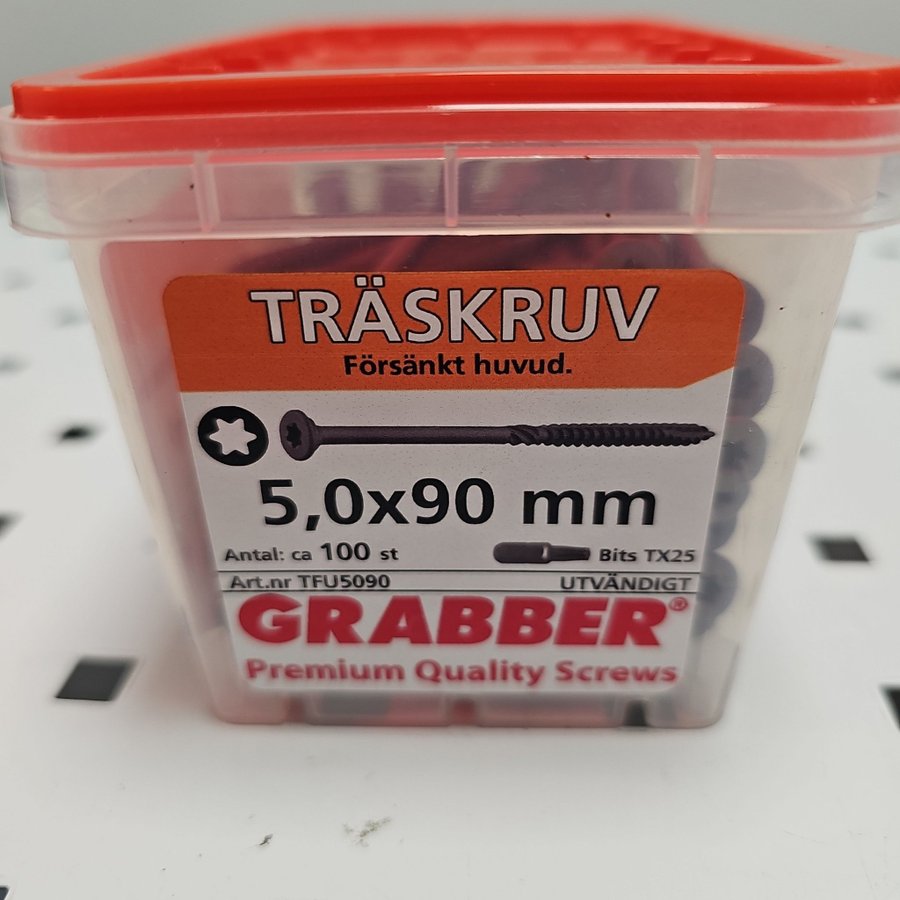 TRÄSKRUV
Försänkt huvud.
5,0x90 mm
Antal: ca 100 st Bits TX25
Art.nr TFU5090 UTVÄNDIGT
GRABBER®
Premium Quality Screws